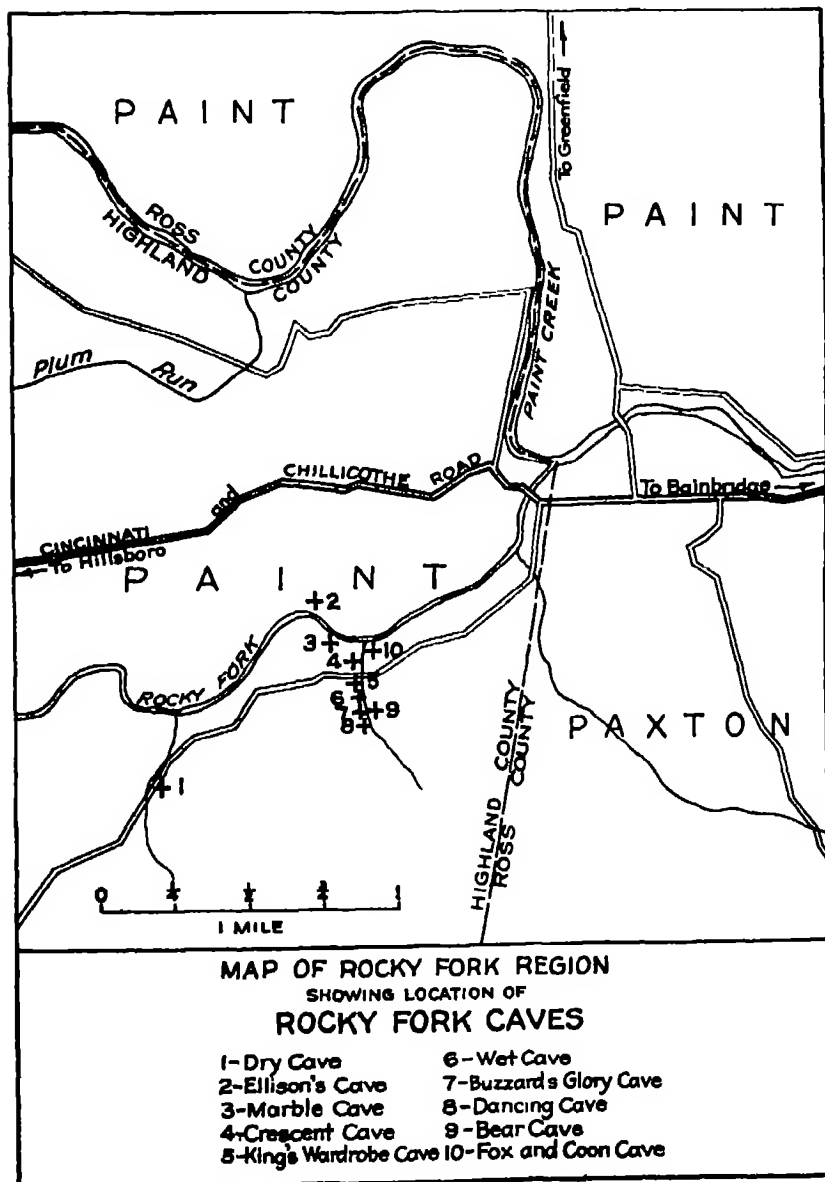 To Greenfield
PAINT
PAINT
ROSS COUNTY
HIGHLAND COUNTY
PAINT CREEK
Plum Run
CINCINNATI and CHILLICOTHE ROAD
To Bainbridge
To Hillsboro
PAINT
2
3
10
4
ROCKY FORK
5
6
7
9
8
PAXTON
1
HIGHLAND COUNTY
ROSS COUNTY
0 1
1 MILE
MAP OF ROCKY FORK REGION
SHOWING LOCATION OF
ROCKY FORK CAVES
1-Dry Cave
2-Ellison's Cave
3-Marble Cave
4-Crescent Cave
5-King's Wardrobe Cave
6-Wet Cave
7-Buzzards Glory Cave
8-Dancing Cave
9-Bear Cave
10-Fox and Coon Cave